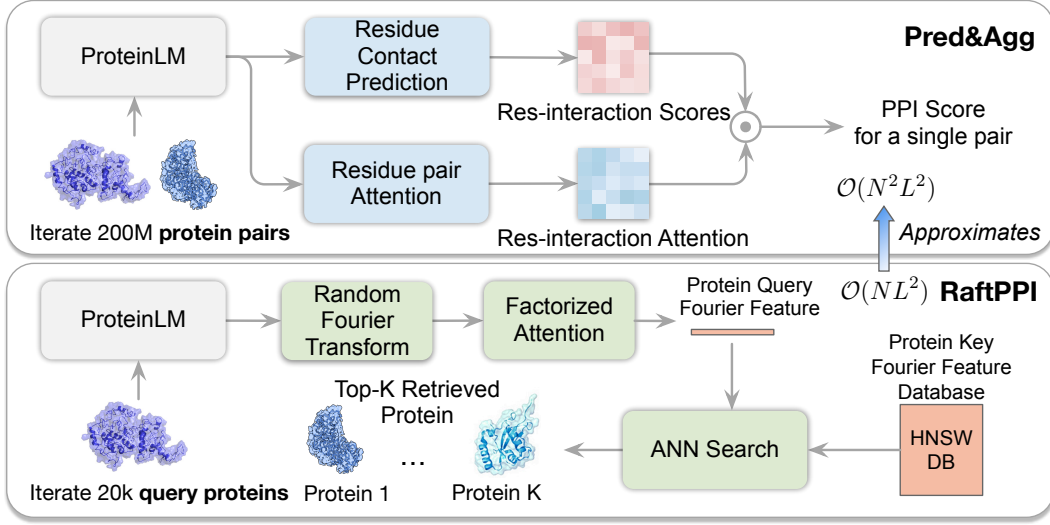 Pred&Agg
ProteinLM
Residue
Contact
Prediction
Res-interaction Scores
PPI Score
for a single pair
Residue pair
Attention
Res-interaction Attention
Iterate 200M protein pairs
O(N²L²)
Approximates
O(NL²) RaftPPI
ProteinLM
Random
Fourier
Transform
Factorized
Attention
Protein Query
Fourier Feature
Protein Key
Fourier Feature
Database
HNSW
DB
ANN Search
Top-K Retrieved
Protein
...
Protein 1
Protein K
Iterate 20k query proteins